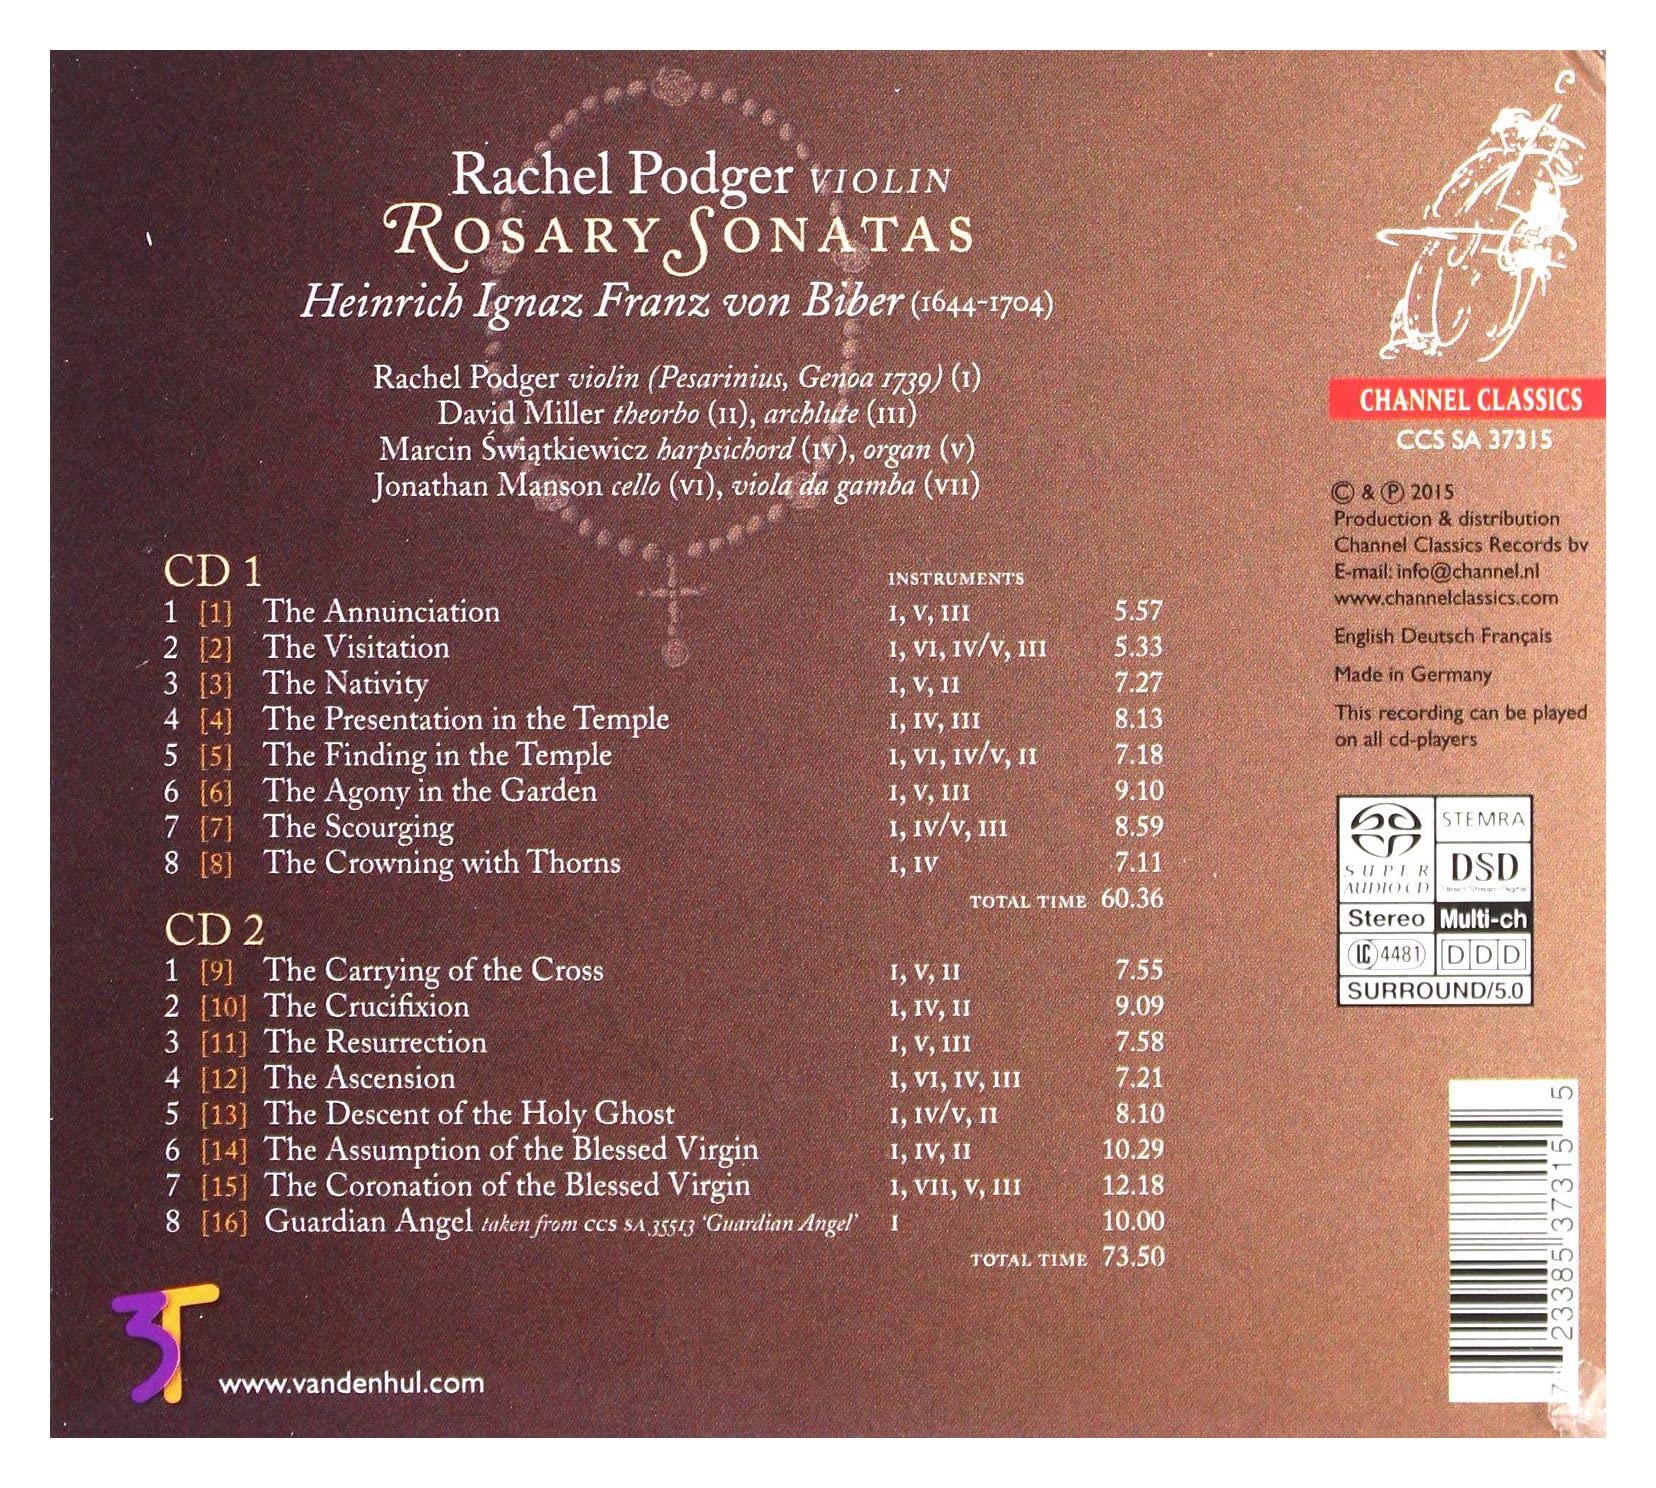 Rachel Podger VIOLIN
ROSARY SONATAS
Heinrich Ignaz Franz von Biber (1644-1704)
Rachel Podger violin (Pesarinius, Genoa 1739) (I)
David Miller theorbo (II), archlute (III)
Marcin Świątkiewicz harpsichord (IV), organ (V)
Jonathan Manson cello (VI), viola da gamba (VII)
CD 1 INSTRUMENTS
1 [1] The Annunciation I, V, III 5.57
2 [2] The Visitation I, VI, IV/V, III 5.33
3 [3] The Nativity I, V, II 7.27
4 [4] The Presentation in the Temple I, IV, III 8.13
5 [5] The Finding in the Temple I, VI, IV/V, II 7.18
6 [6] The Agony in the Garden I, V, III 9.10
7 [7] The Scourging I, IV/V, III 8.59
8 [8] The Crowning with Thorns I, IV 7.11
TOTAL TIME 60.36
CD 2
1 [9] The Carrying of the Cross I, V, II 7.55
2 [10] The Crucifixion I, IV, II 9.09
3 [11] The Resurrection I, V, III 7.58
4 [12] The Ascension I, VI, IV, III 7.21
5 [13] The Descent of the Holy Ghost I, IV/V, II 8.10
6 [14] The Assumption of the Blessed Virgin I, IV, II 10.29
7 [15] The Coronation of the Blessed Virgin I, VII, V, III 12.18
8 [16] Guardian Angel taken from CCS SA 35513 'Guardian Angel' I 10.00
TOTAL TIME 73.50
3T
www.vandenhul.com
CHANNEL CLASSICS
CCS SA 37315
© & ℗ 2015
Production & distribution
Channel Classics Records bv
E-mail: info@channel.nl
www.channelclassics.com
English Deutsch Français
Made in Germany
This recording can be played
on all cd-players
SUPER AUDIO CD
STEMRA
DSD
Direct Stream Digital
Stereo Multi-ch
LC 4481 DDD
SURROUND/5.0
7 23385 37315 5